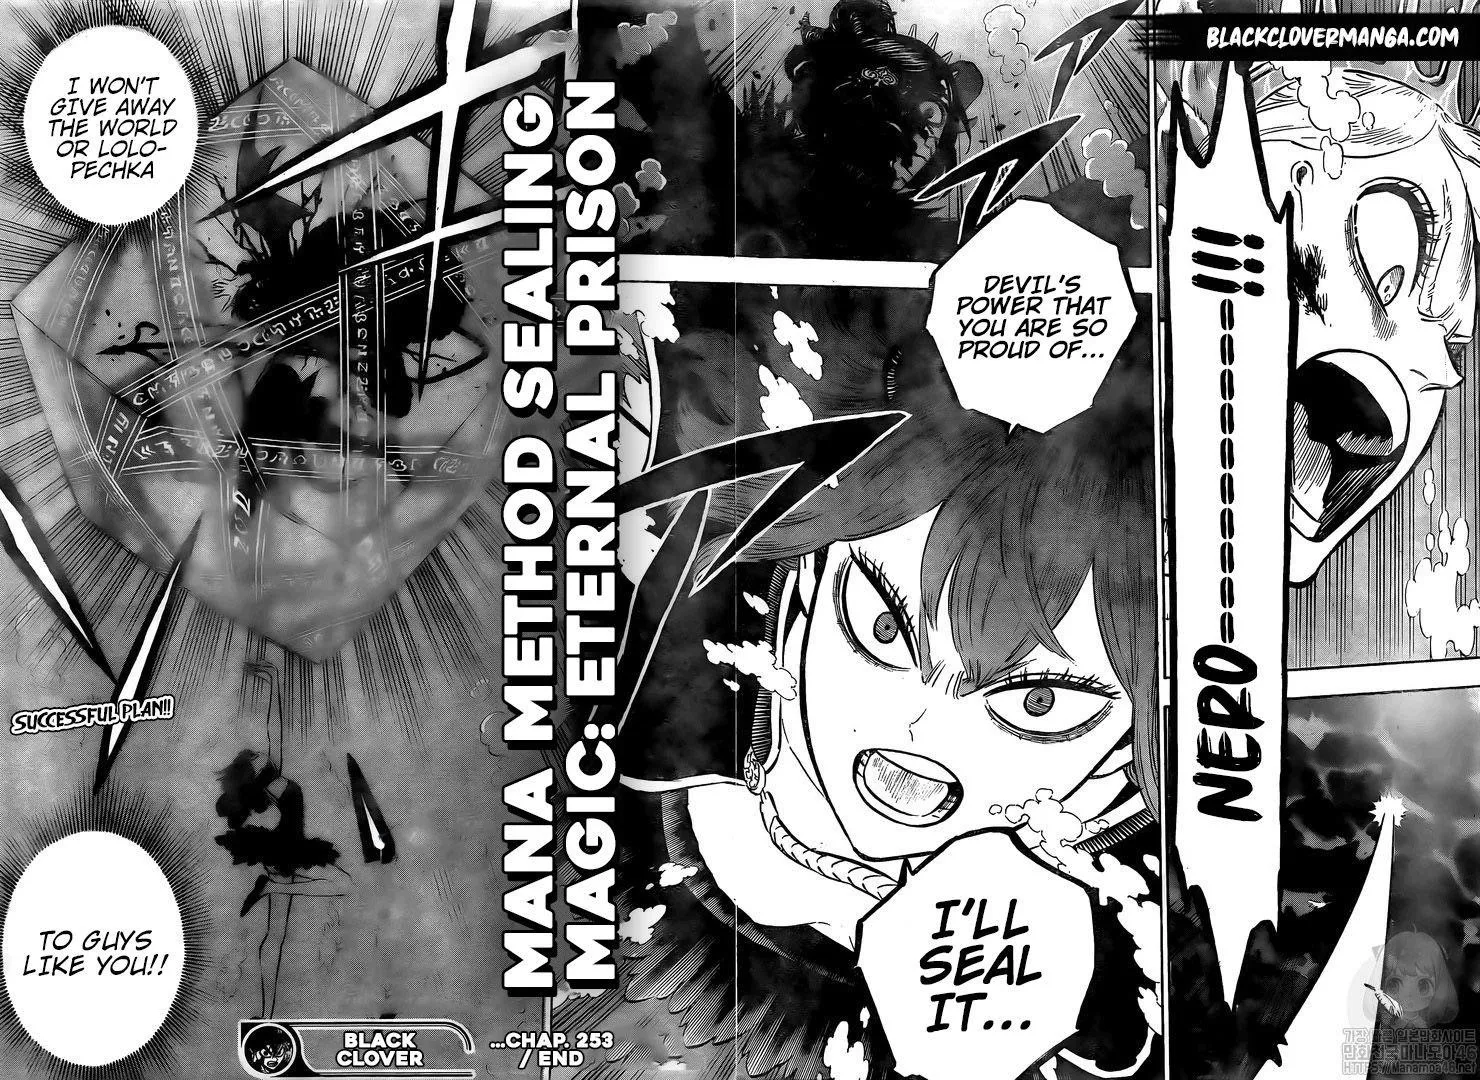 BLACKCLOVERMANGA.COM
NERO----------!!!
DEVIL'S
POWER THAT
YOU ARE SO
PROUD OF...
I'LL
SEAL
IT...
MANA METHOD SEALING
MAGIC: ETERNAL PRISON
I WON'T
GIVE AWAY
THE WORLD
OR LOLO-
PECHKA
SUCCESSFUL PLAN!!
TO GUYS
LIKE YOU!!
BLACK
CLOVER
...CHAP. 253
/ END